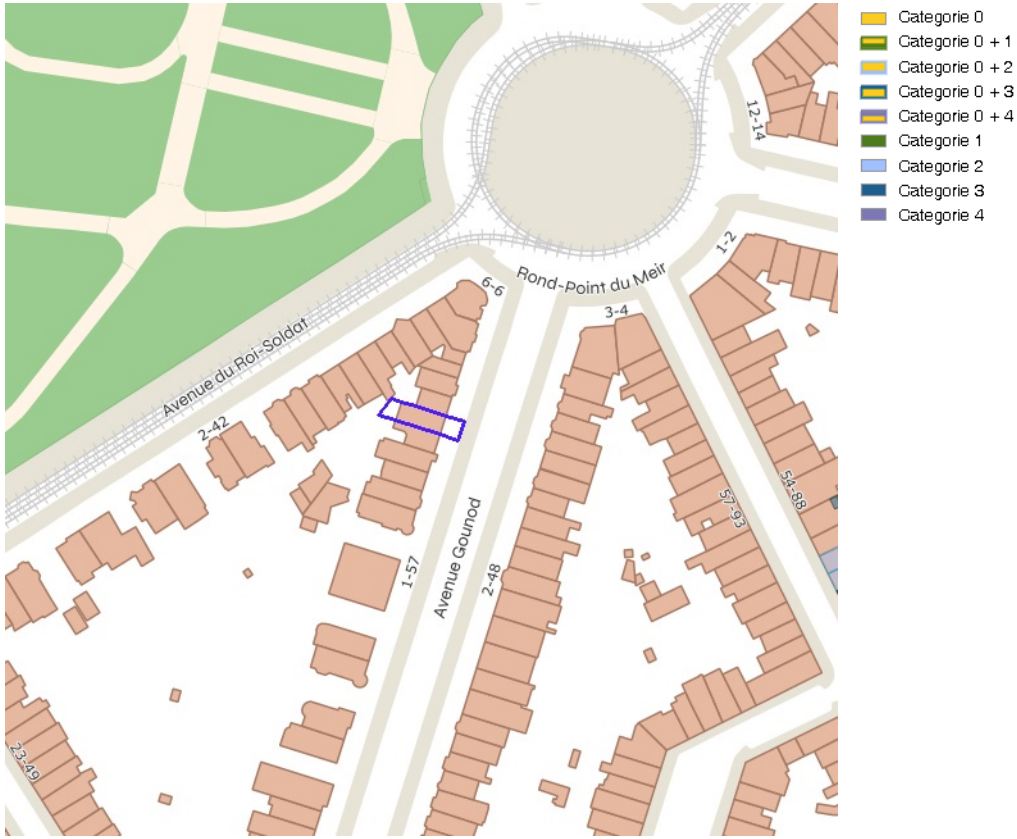 Categorie 0
Categorie 0 + 1
Categorie 0 + 2
Categorie 0 + 3
Categorie 0 + 4
Categorie 1
Categorie 2
Categorie 3
Categorie 4
12-14
1-2
Rond-Point du Meir
6-6
3-4
Avenue du Roi-Soldat
2-42
54-88
57-93
Avenue Gounod
1-57
2-48
23-49